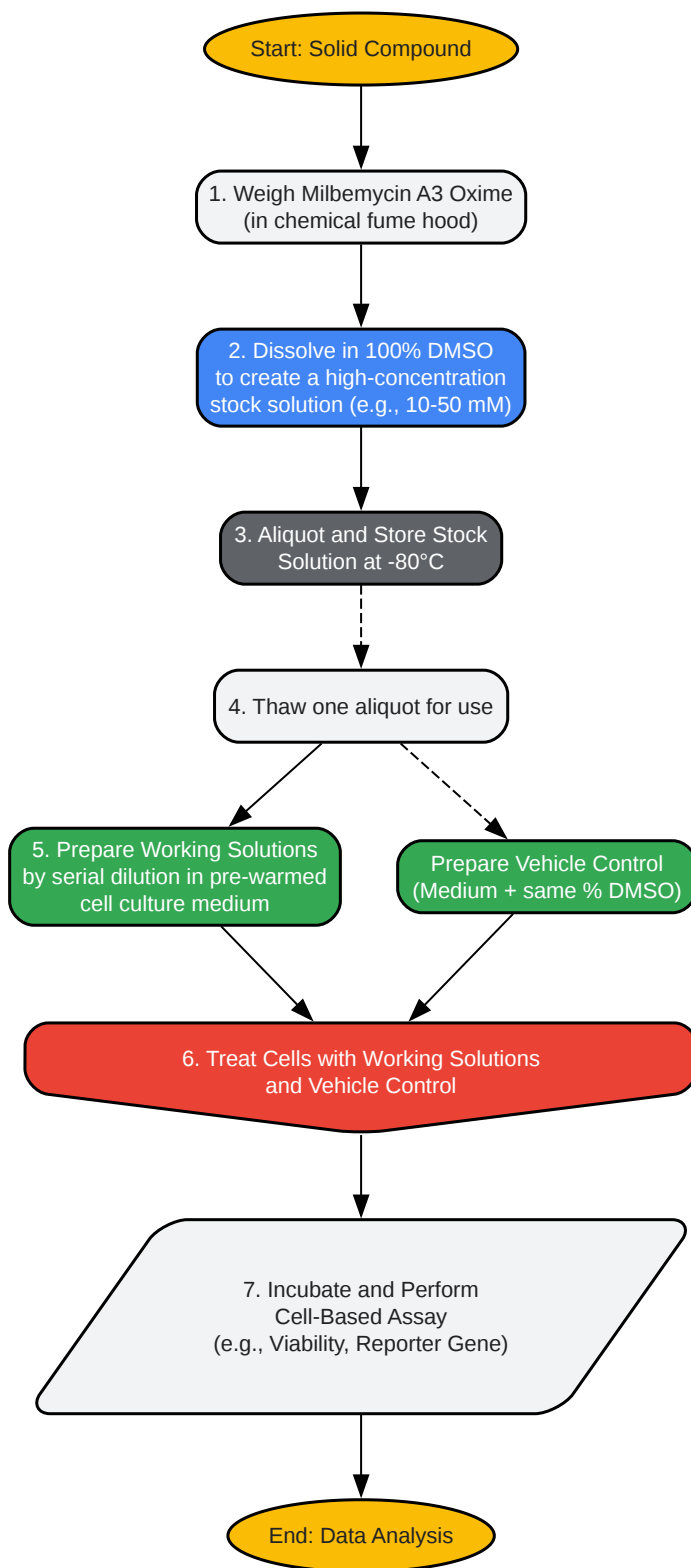 Start: Solid Compound
1. Weigh Milbemycin A3 Oxime
(in chemical fume hood)
2. Dissolve in 100% DMSO
to create a high-concentration
stock solution (e.g., 10-50 mM)
3. Aliquot and Store Stock
Solution at -80°C
4. Thaw one aliquot for use
5. Prepare Working Solutions
by serial dilution in pre-warmed
cell culture medium
Prepare Vehicle Control
(Medium + same % DMSO)
6. Treat Cells with Working Solutions
and Vehicle Control
7. Incubate and Perform
Cell-Based Assay
(e.g., Viability, Reporter Gene)
End: Data Analysis